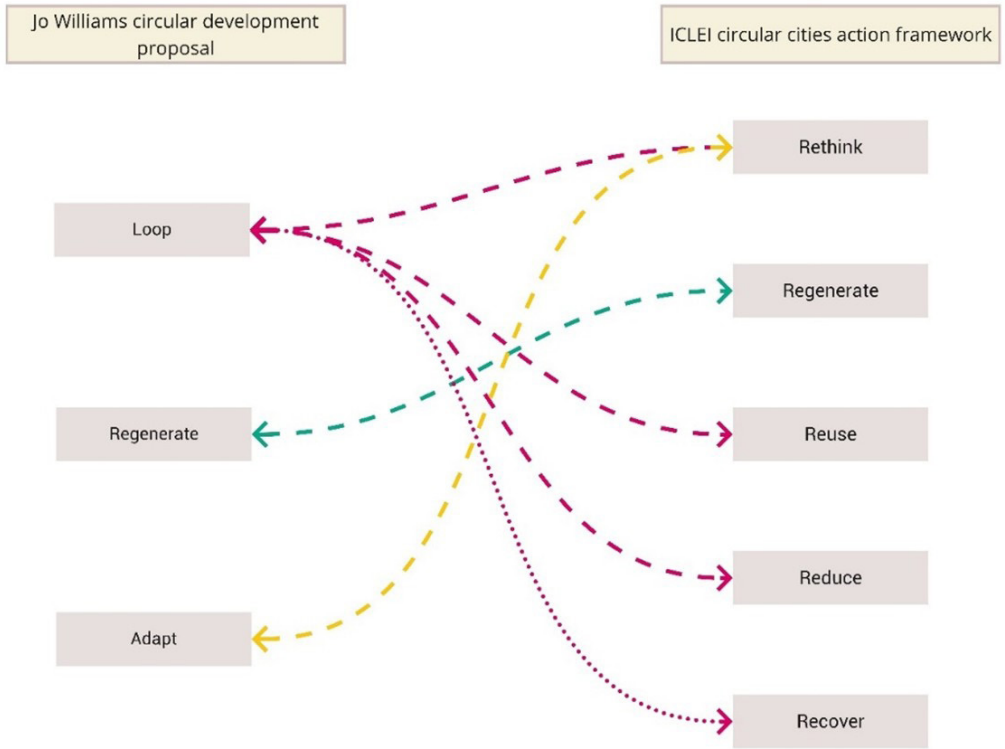 Jo Williams circular development
proposal
ICLEI circular cities action framework
Rethink
Loop
Regenerate
Regenerate
Reuse
Reduce
Adapt
Recover